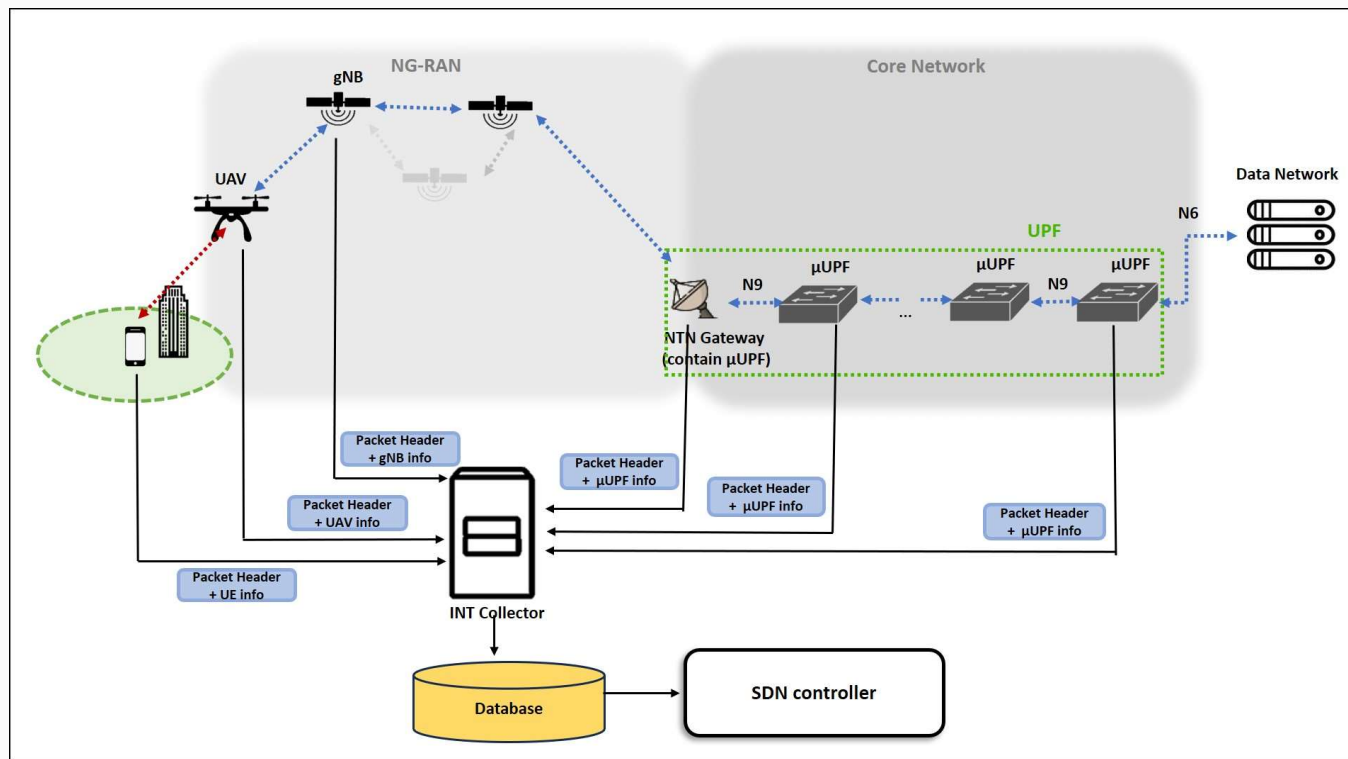 NG-RAN
Core Network
gNB
UAV
Data Network
N6
UPF
μUPF
μUPF
μUPF
N9
N9
...
NTN Gateway
(contain μUPF)
Packet Header
+ gNB info
Packet Header
+ μUPF info
Packet Header
+ μUPF info
Packet Header
+ UAV info
Packet Header
+ μUPF info
Packet Header
+ UE info
INT Collector
Database
SDN controller